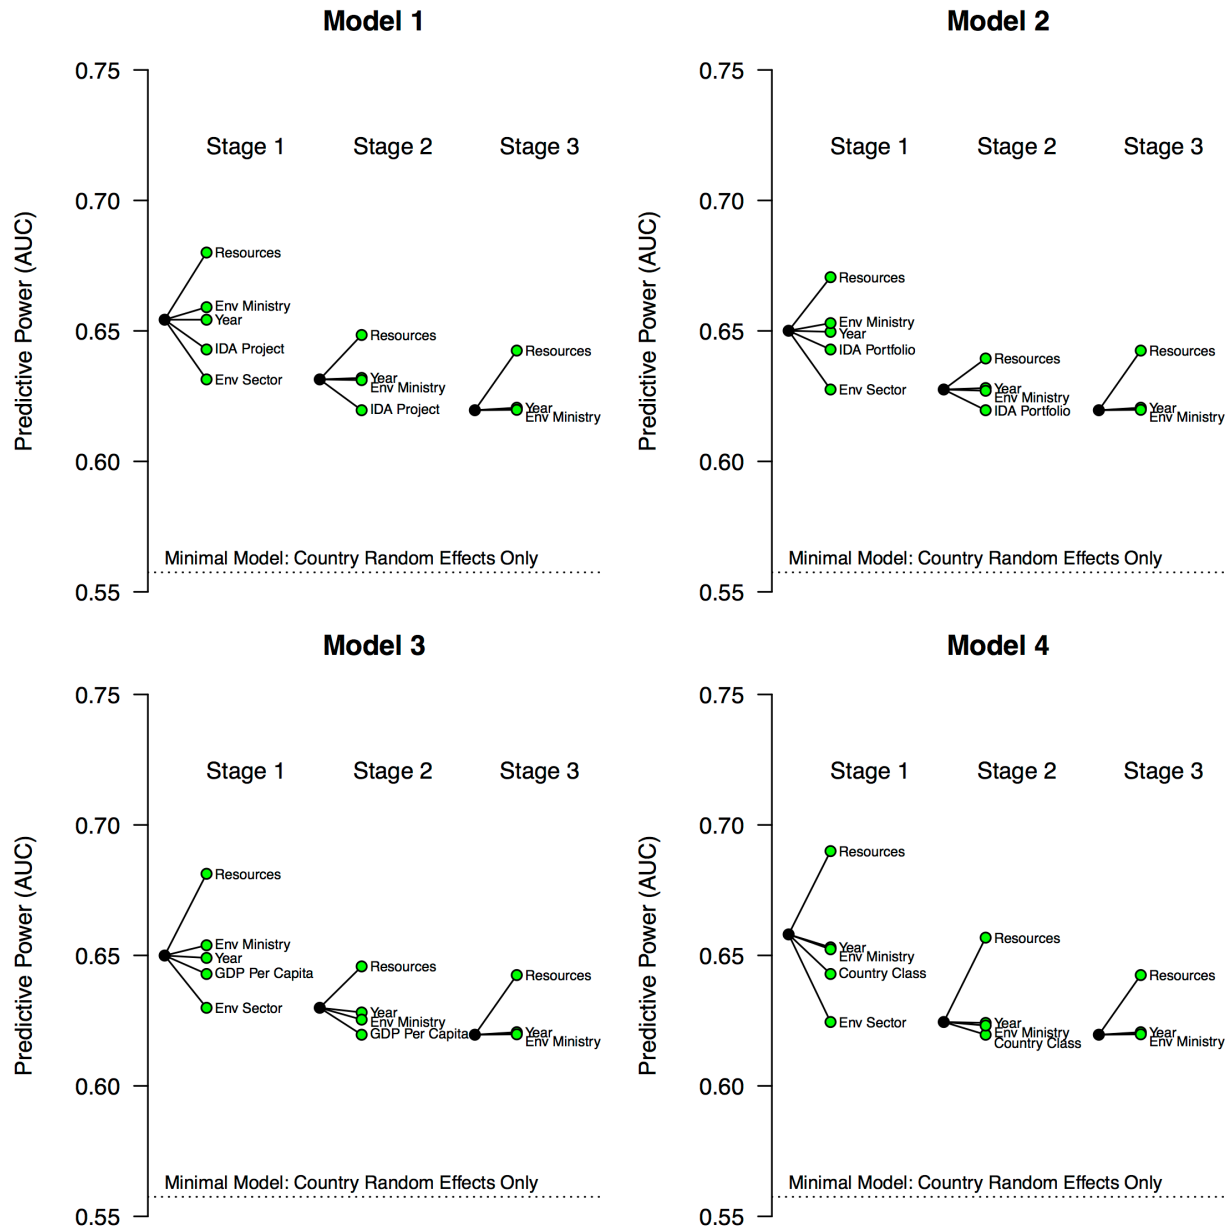 Model 1
0.75
0.70
0.65
0.60
0.55
Predictive Power (AUC)
Stage 1
Stage 2
Stage 3
Resources
Env Ministry
Year
IDA Project
Env Sector
Resources
Year
Env Ministry
IDA Project
Resources
Year
Env Ministry
Minimal Model: Country Random Effects Only
Model 2
0.75
0.70
0.65
0.60
0.55
Predictive Power (AUC)
Stage 1
Stage 2
Stage 3
Resources
Env Ministry
Year
IDA Portfolio
Env Sector
Resources
Year
Env Ministry
IDA Portfolio
Resources
Year
Env Ministry
Minimal Model: Country Random Effects Only
Model 3
0.75
0.70
0.65
0.60
0.55
Predictive Power (AUC)
Stage 1
Stage 2
Stage 3
Resources
Env Ministry
Year
GDP Per Capita
Env Sector
Resources
Year
Env Ministry
GDP Per Capita
Resources
Year
Env Ministry
Minimal Model: Country Random Effects Only
Model 4
0.75
0.70
0.65
0.60
0.55
Predictive Power (AUC)
Stage 1
Stage 2
Stage 3
Resources
Year
Env Ministry
Country Class
Env Sector
Resources
Year
Env Ministry
Country Class
Resources
Year
Env Ministry
Minimal Model: Country Random Effects Only